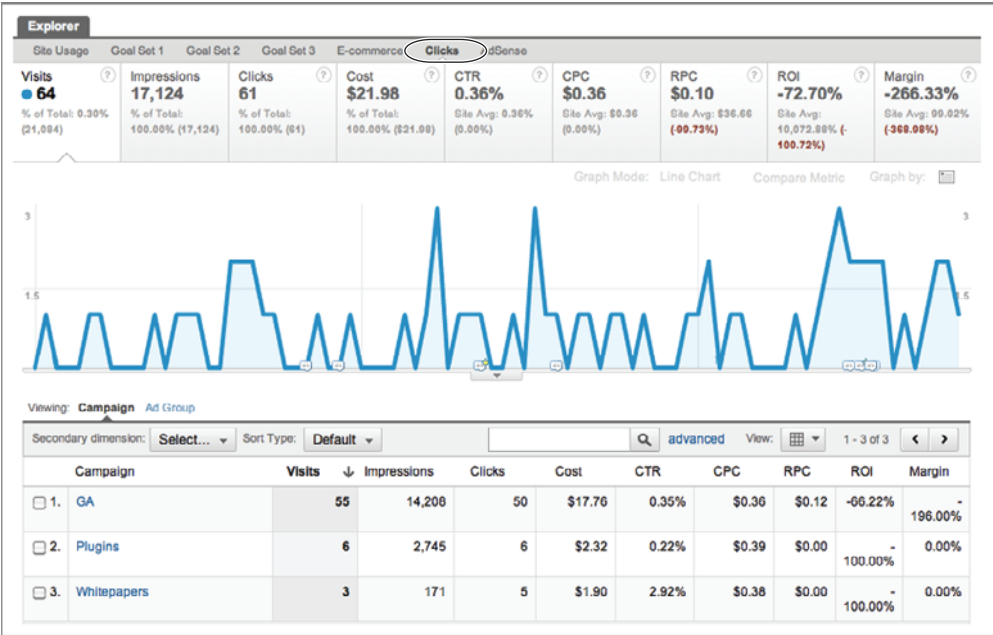 Explorer
Site Usage Goal Set 1 Goal Set 2 Goal Set 3 E-commerce Clicks AdSense
Visits ? Impressions Clicks ? Cost ? CTR ? CPC ? RPC ? ROI ? Margin ?
64 17,124 61 $21.98 0.36% $0.36 $0.10 -72.70% -266.33%
% of Total: 0.30% % of Total: % of Total: % of Total: Site Avg: 0.36% Site Avg: $0.36 Site Avg: $36.66 Site Avg: Site Avg: 99.02%
(21,084) 100.00% (17,124) 100.00% (61) 100.00% ($21.98) (0.00%) (0.00%) (-99.73%) 10,072.88% (- (-368.98%)
100.72%)
Graph Mode: Line Chart Compare Metric Graph by:
3 3
1.5 1.5
Viewing: Campaign Ad Group
Secondary dimension: Select... Sort Type: Default advanced View: 1 - 3 of 3
Campaign Visits Impressions Clicks Cost CTR CPC RPC ROI Margin
1. GA 55 14,208 50 $17.76 0.35% $0.36 $0.12 -66.22% -
196.00%
2. Plugins 6 2,745 6 $2.32 0.22% $0.39 $0.00 - 0.00%
100.00%
3. Whitepapers 3 171 5 $1.90 2.92% $0.38 $0.00 - 0.00%
100.00%